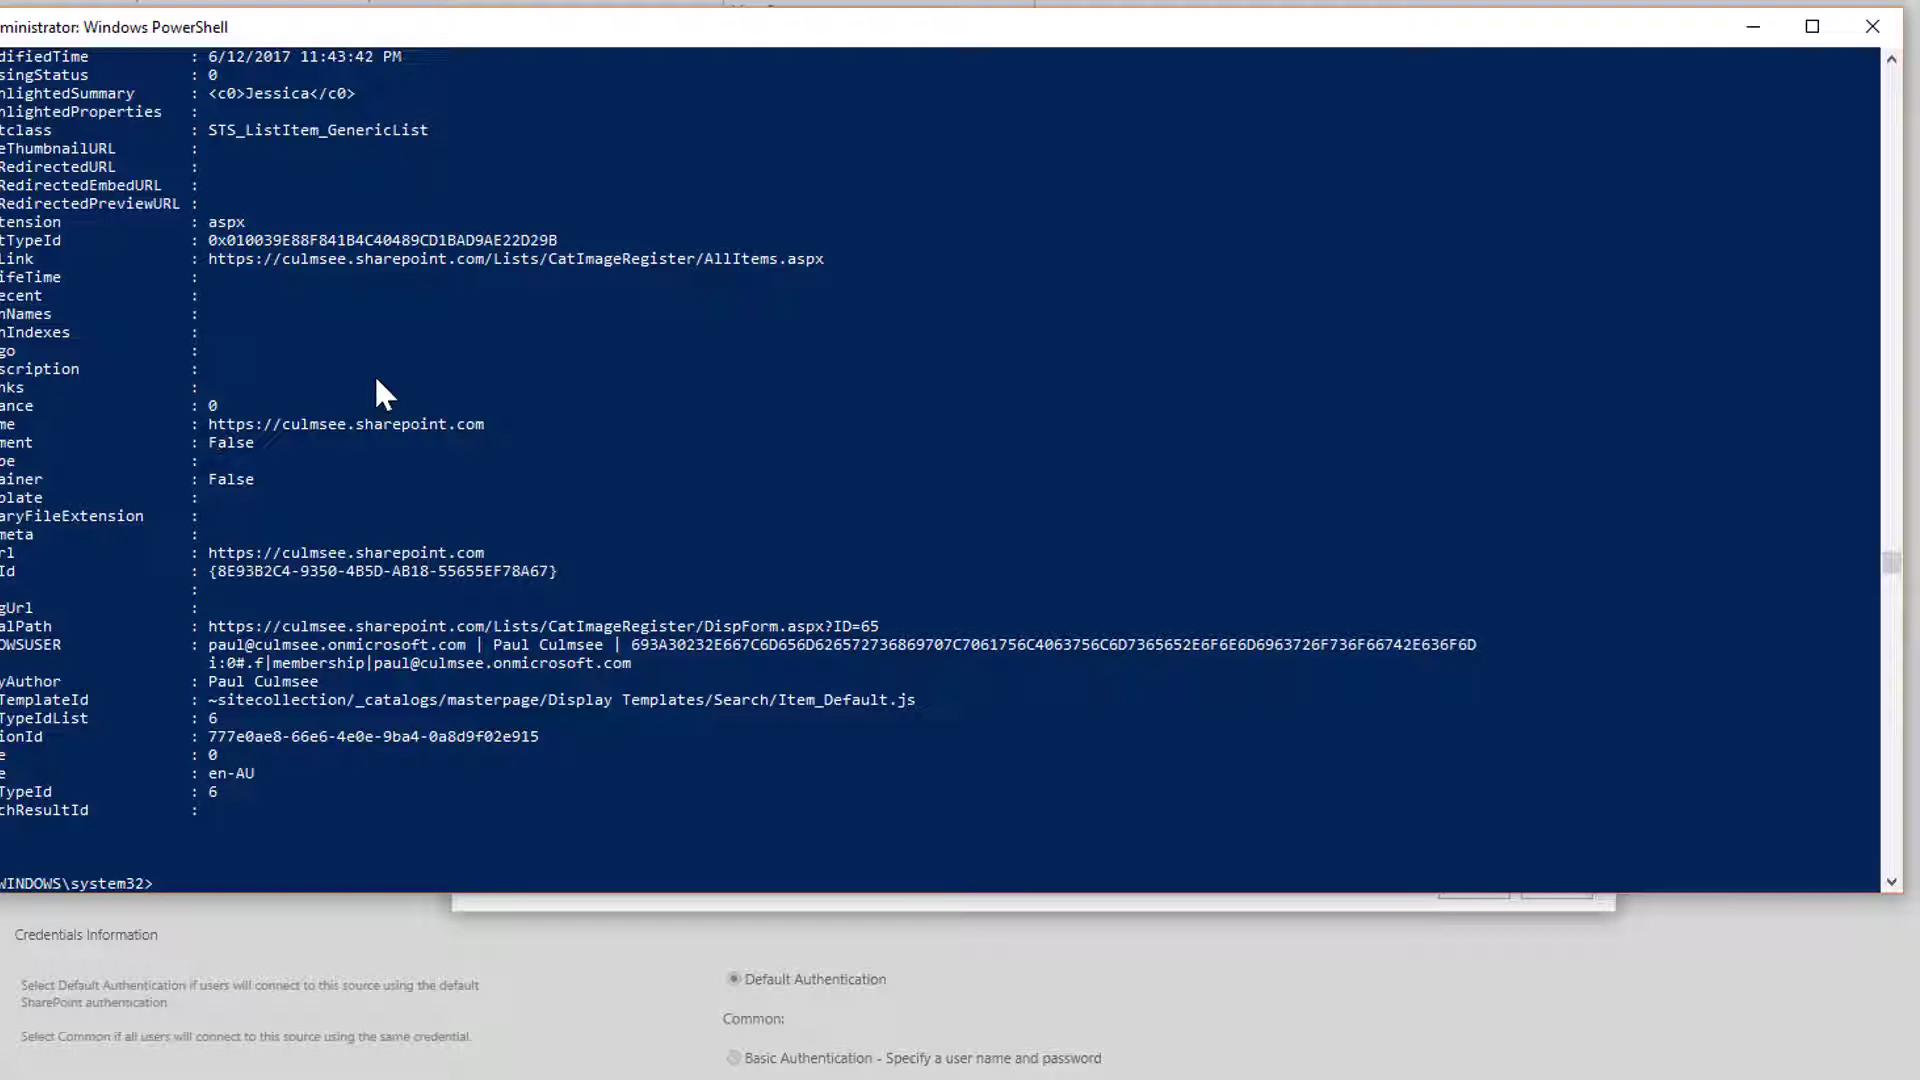 ministrator: Windows PowerShell
difiedTime : 6/12/2017 11:43:42 PM
singStatus : 0
hlightedSummary : <c0>Jessica</c0>
hlightedProperties :
tclass : STS_ListItem_GenericList
eThumbnailURL :
RedirectedURL :
RedirectedEmbedURL :
RedirectedPreviewURL :
tension : aspx
tTypeId : 0x010039E88F841B4C40489CD1BAD9AE22D29B
Link : https://culmsee.sharepoint.com/Lists/CatImageRegister/AllItems.aspx
ifeTime :
ecent :
nNames :
nIndexes :
go :
scription :
nks :
ance : 0
me : https://culmsee.sharepoint.com
ment : False
pe :
ainer : False
plate :
aryFileExtension :
meta :
rl : https://culmsee.sharepoint.com
Id : {8E93B2C4-9350-4B5D-AB18-55655EF78A67}
:
gUrl :
alPath : https://culmsee.sharepoint.com/Lists/CatImageRegister/DispForm.aspx?ID=65
OWSUSER : paul@culmsee.onmicrosoft.com | Paul Culmsee | 693A30232E667C6D656D626572736869707C7061756C4063756C6D7365652E6F6E6D6963726F736F66742E636F6D
i:0#.f|membership|paul@culmsee.onmicrosoft.com
yAuthor : Paul Culmsee
TemplateId : ~sitecollection/_catalogs/masterpage/Display Templates/Search/Item_Default.js
TypeIdList : 6
ionId : 777e0ae8-66e6-4e0e-9ba4-0a8d9f02e915
e : 0
e : en-AU
TypeId : 6
chResultId :
WINDOWS\system32>
Credentials Information
Select Default Authentication if users will connect to this source using the default
SharePoint authentication.
Select Common if all users will connect to this source using the same credential.
Default Authentication
Common:
Basic Authentication - Specify a user name and password